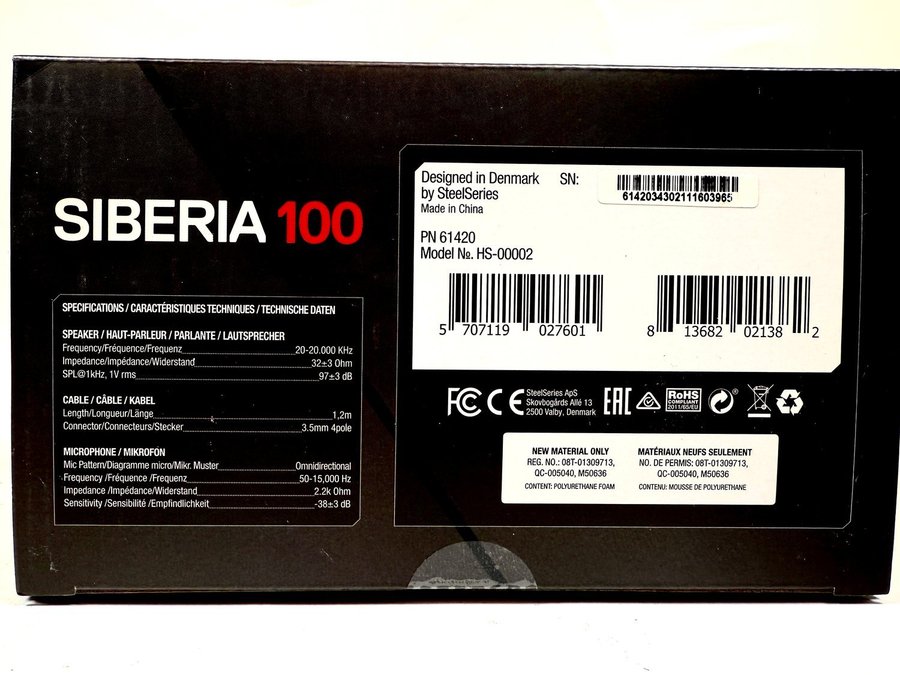 SIBERIA 100
SPECIFICATIONS / CARACTÉRISTIQUES TECHNIQUES / TECHNISCHE DATEN
SPEAKER / HAUT-PARLEUR / PARLANTE / LAUTSPRECHER
Frequency/Fréquence/Frequenz 20-20.000 KHz
Impedance/Impédance/Widerstand 32±3 Ohm
SPL@1kHz, 1V rms 97±3 dB
CABLE / CÂBLE / KABEL
Length/Longueur/Länge 1,2m
Connector/Connecteurs/Stecker 3.5mm 4pole
MICROPHONE / MIKROFÓN
Mic Pattern/Diagramme micro/Mikr. Muster Omnidirectional
Frequency /Fréquence /Frequenz 50-15,000 Hz
Impedance /Impédance/Widerstand 2.2k Ohm
Sensitivity /Sensibilité /Empfindlichkeit -38±3 dB
Designed in Denmark SN:
by SteelSeries
Made in China
6142034302111603965
PN 61420
Model №. HS-00002
5 707119 027601
8 13682 02138 2
FC CE
SteelSeries ApS
Skovbogårds Allé 13
2500 Valby, Denmark
EAC
RoHS
COMPLIANT
2011/65/EU
NEW MATERIAL ONLY
REG. NO.: 08T-01309713,
QC-005040, M50636
CONTENT: POLYURETHANE FOAM
MATÉRIAUX NEUFS SEULEMENT
NO. DE PERMIS: 08T-01309713,
QC-005040, M50636
CONTENU: MOUSSE DE POLYURETHANE